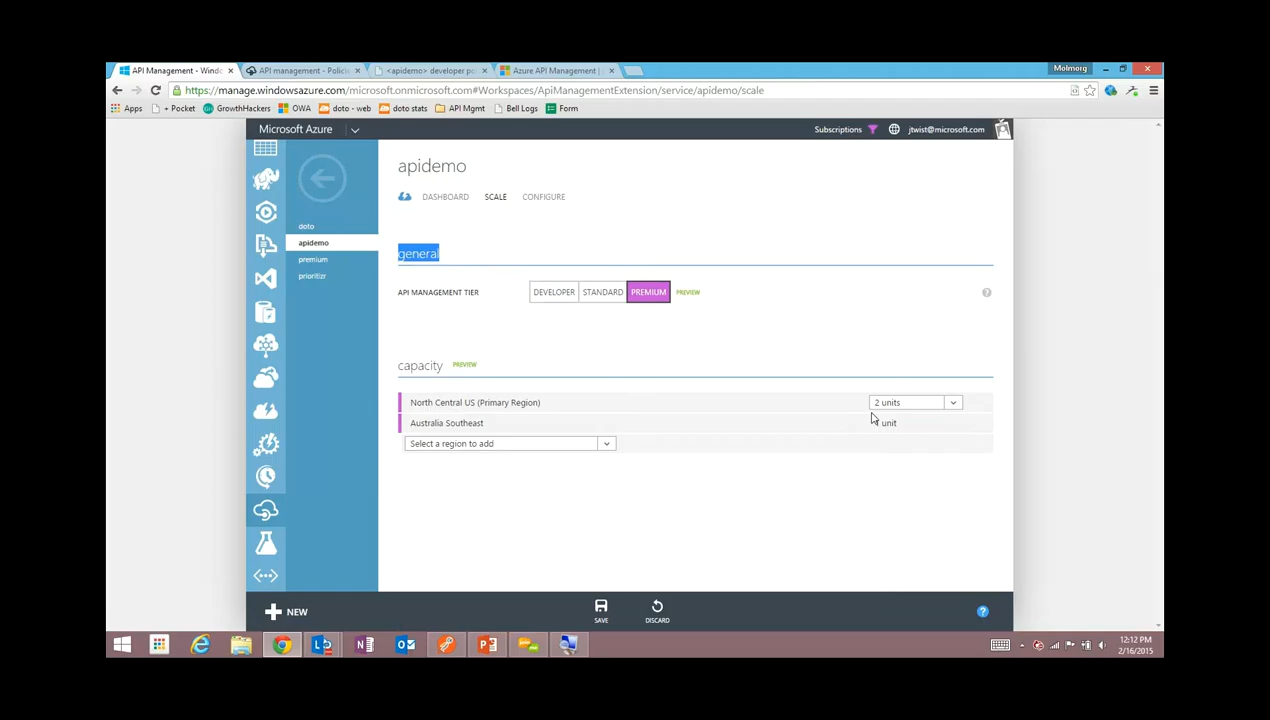 API Management - Windo
API management - Policie
<apidemo> developer po
Azure API Management |
Molmorg
https://manage.windowsazure.com/microsoft.onmicrosoft.com#Workspaces/ApiManagementExtension/service/apidemo/scale
Apps
+ Pocket
GrowthHackers
OWA
doto - web
doto stats
API Mgmt
Bell Logs
Form
Microsoft Azure
Subscriptions
jtwist@microsoft.com
apidemo
DASHBOARD
SCALE
CONFIGURE
doto
apidemo
premium
prioritizr
general
API MANAGEMENT TIER
DEVELOPER
STANDARD
PREMIUM
PREVIEW
capacity
PREVIEW
North Central US (Primary Region)
2 units
Australia Southeast
unit
Select a region to add
NEW
SAVE
DISCARD
12:12 PM
2/16/2015